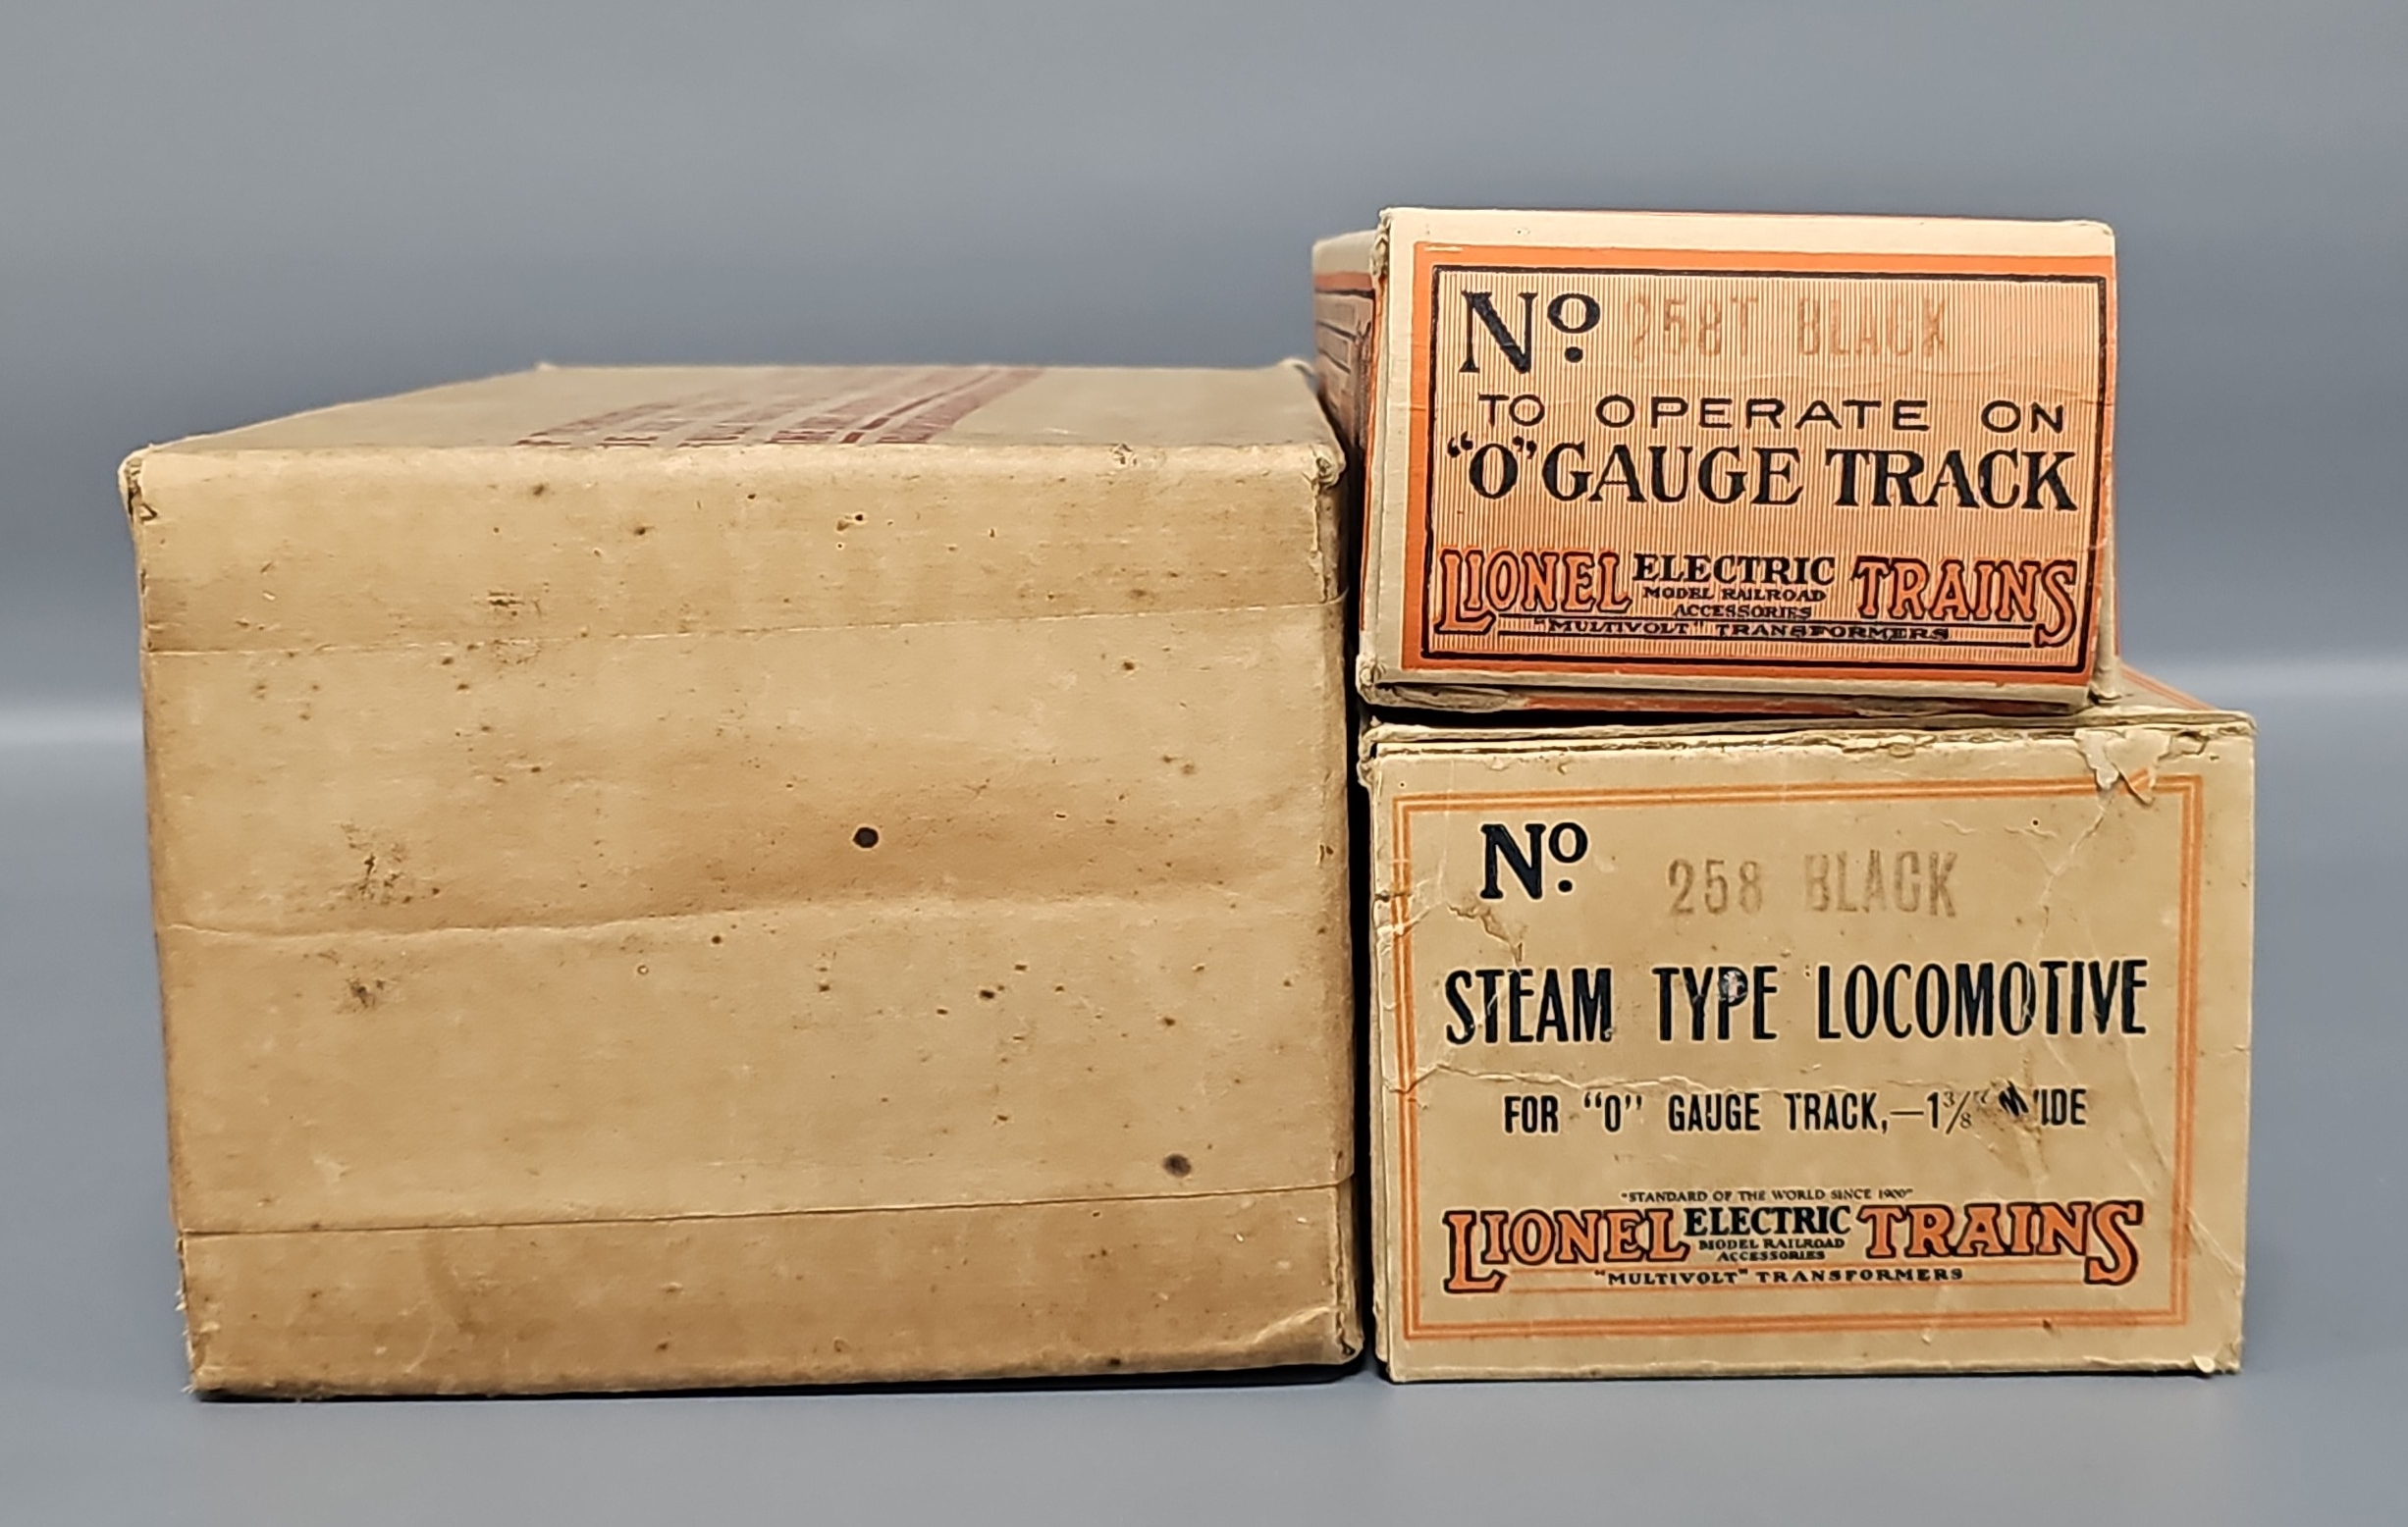 Nº 258T BLACK
TO OPERATE ON
"O" GAUGE TRACK
LIONEL ELECTRIC TRAINS
MODEL RAILROAD
ACCESSORIES
"MULTIVOLT" TRANSFORMERS
Nº 258 BLACK
STEAM TYPE LOCOMOTIVE
FOR "O" GAUGE TRACK,—1⅜" WIDE
"STANDARD OF THE WORLD SINCE 1900"
LIONEL ELECTRIC TRAINS
MODEL RAILROAD
ACCESSORIES
"MULTIVOLT" TRANSFORMERS